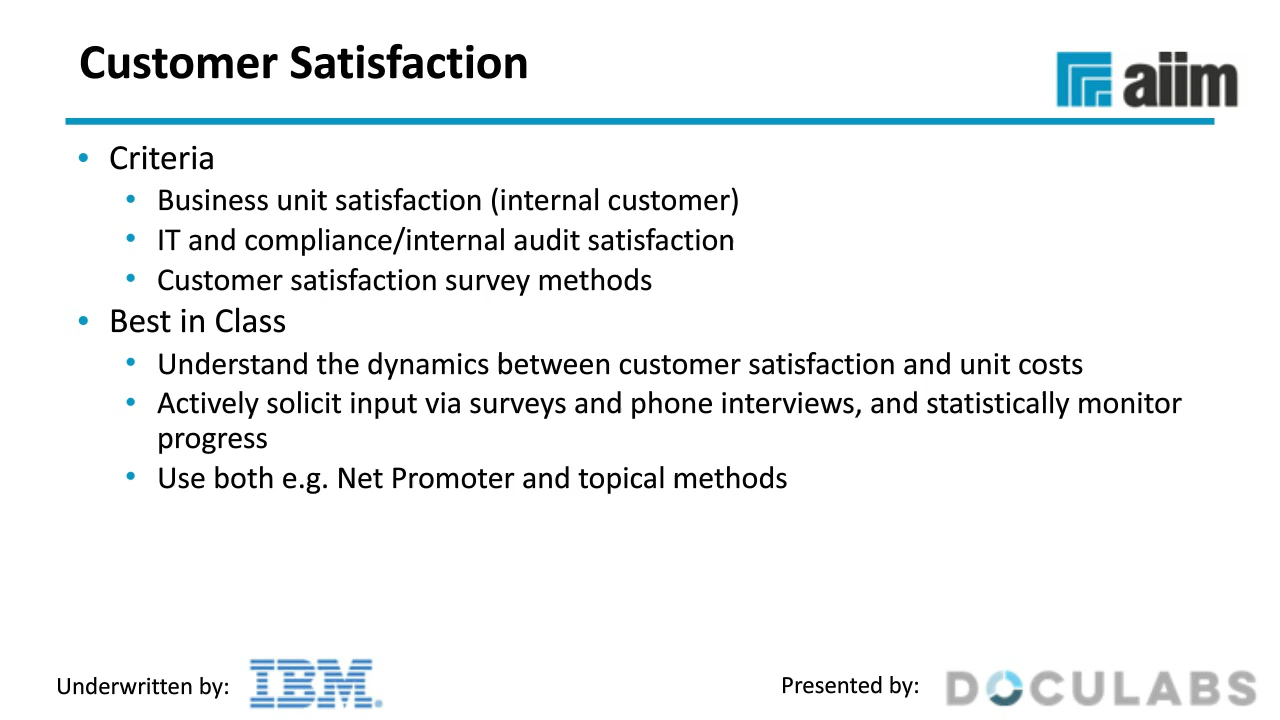 Customer Satisfaction
aiim
• Criteria
• Business unit satisfaction (internal customer)
• IT and compliance/internal audit satisfaction
• Customer satisfaction survey methods
• Best in Class
• Understand the dynamics between customer satisfaction and unit costs
• Actively solicit input via surveys and phone interviews, and statistically monitor
progress
• Use both e.g. Net Promoter and topical methods
Underwritten by: IBM®
Presented by: DOCULABS